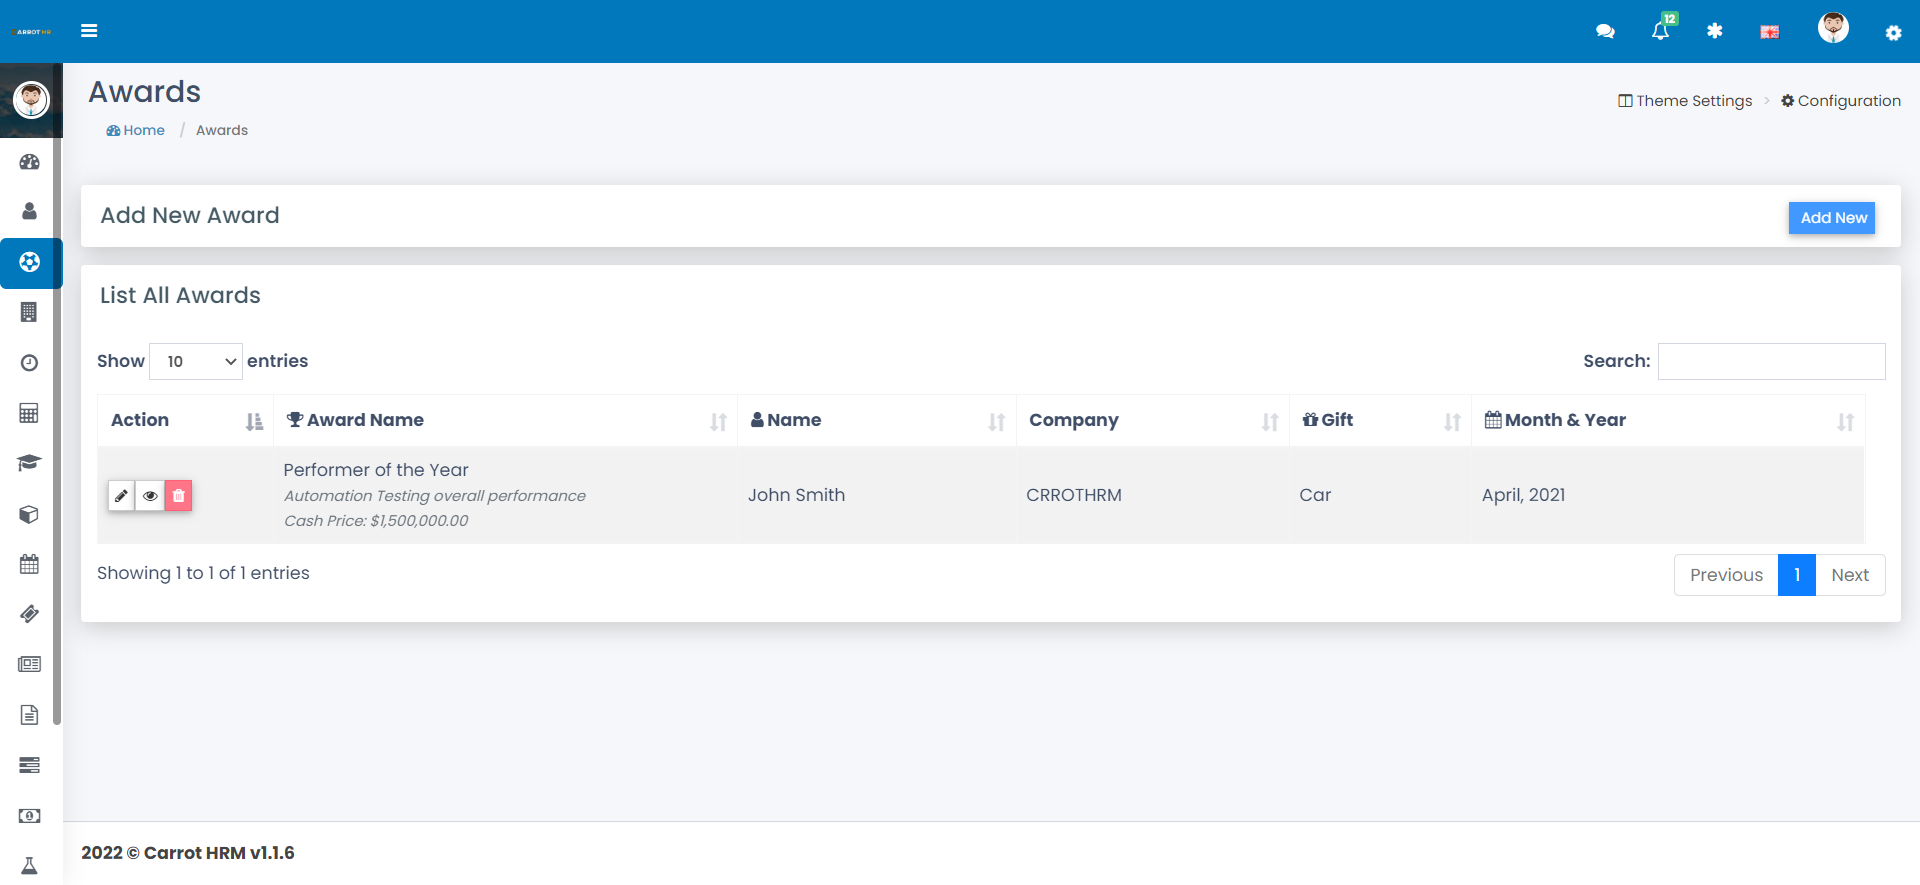 ARROT HR
12
Awards
Home / Awards
Theme Settings > Configuration
Add New Award
Add New
List All Awards
Show 10 entries
Search:
Action
Award Name
Name
Company
Gift
Month & Year
Performer of the Year
Automation Testing overall performance
Cash Price: $1,500,000.00
John Smith
CRROTHRM
Car
April, 2021
Showing 1 to 1 of 1 entries
Previous 1 Next
2022 © Carrot HRM v1.1.6